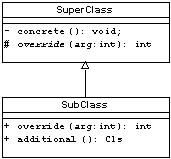 SuperClass
- concrete(): void;
# override(arg:int): int
SubClass
+ override(arg:int): int
+ additional(): Cls